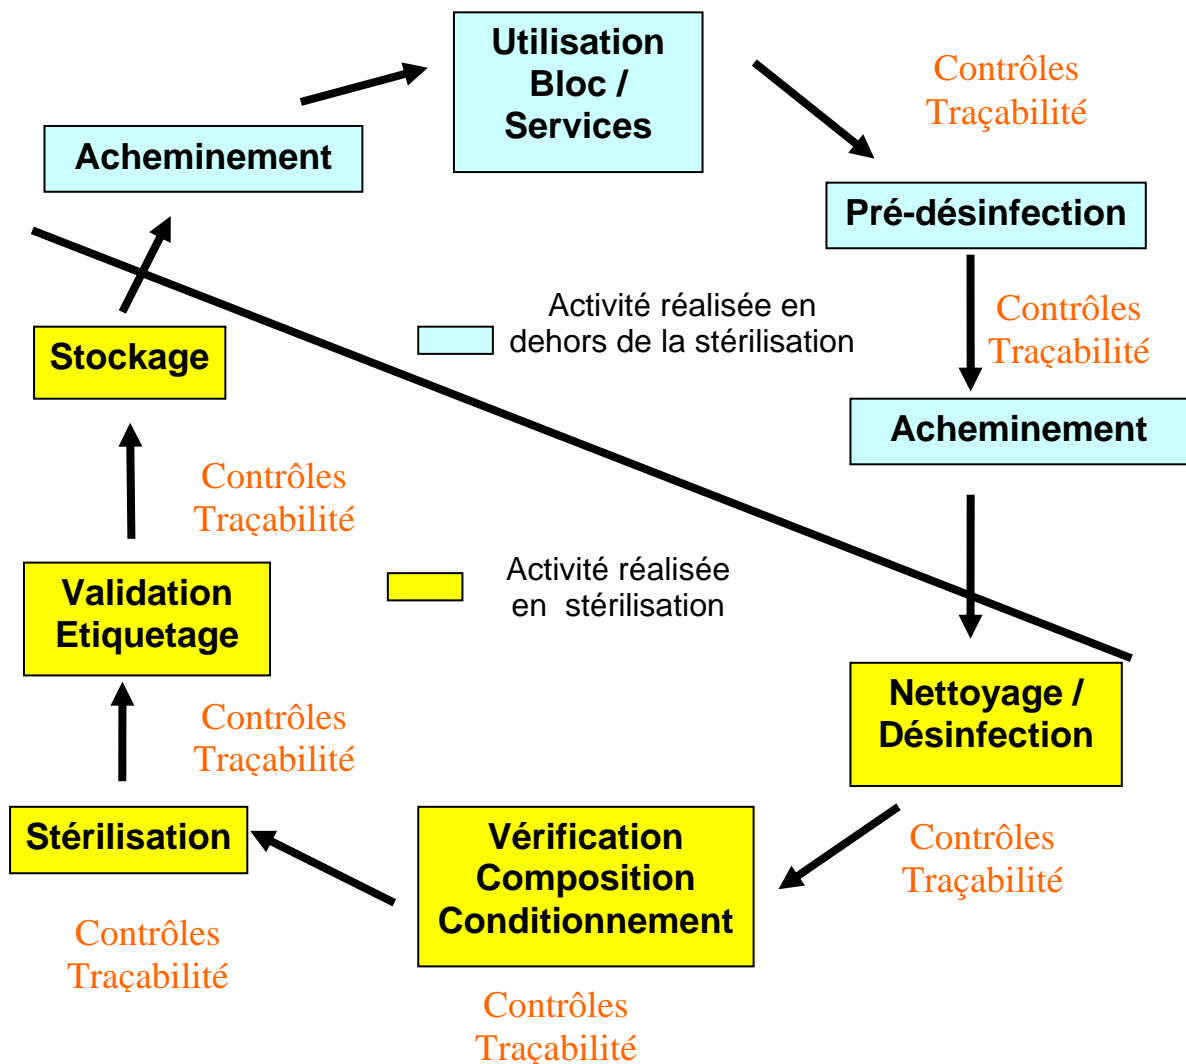 Utilisation
Bloc /
Services
Contrôles
Traçabilité
Acheminement
Pré-désinfection
Activité réalisée en
dehors de la stérilisation
Contrôles
Traçabilité
Stockage
Acheminement
Contrôles
Traçabilité
Activité réalisée
en stérilisation
Validation
Etiquetage
Nettoyage /
Désinfection
Contrôles
Traçabilité
Stérilisation
Vérification
Composition
Conditionnement
Contrôles
Traçabilité
Contrôles
Traçabilité
Contrôles
Traçabilité